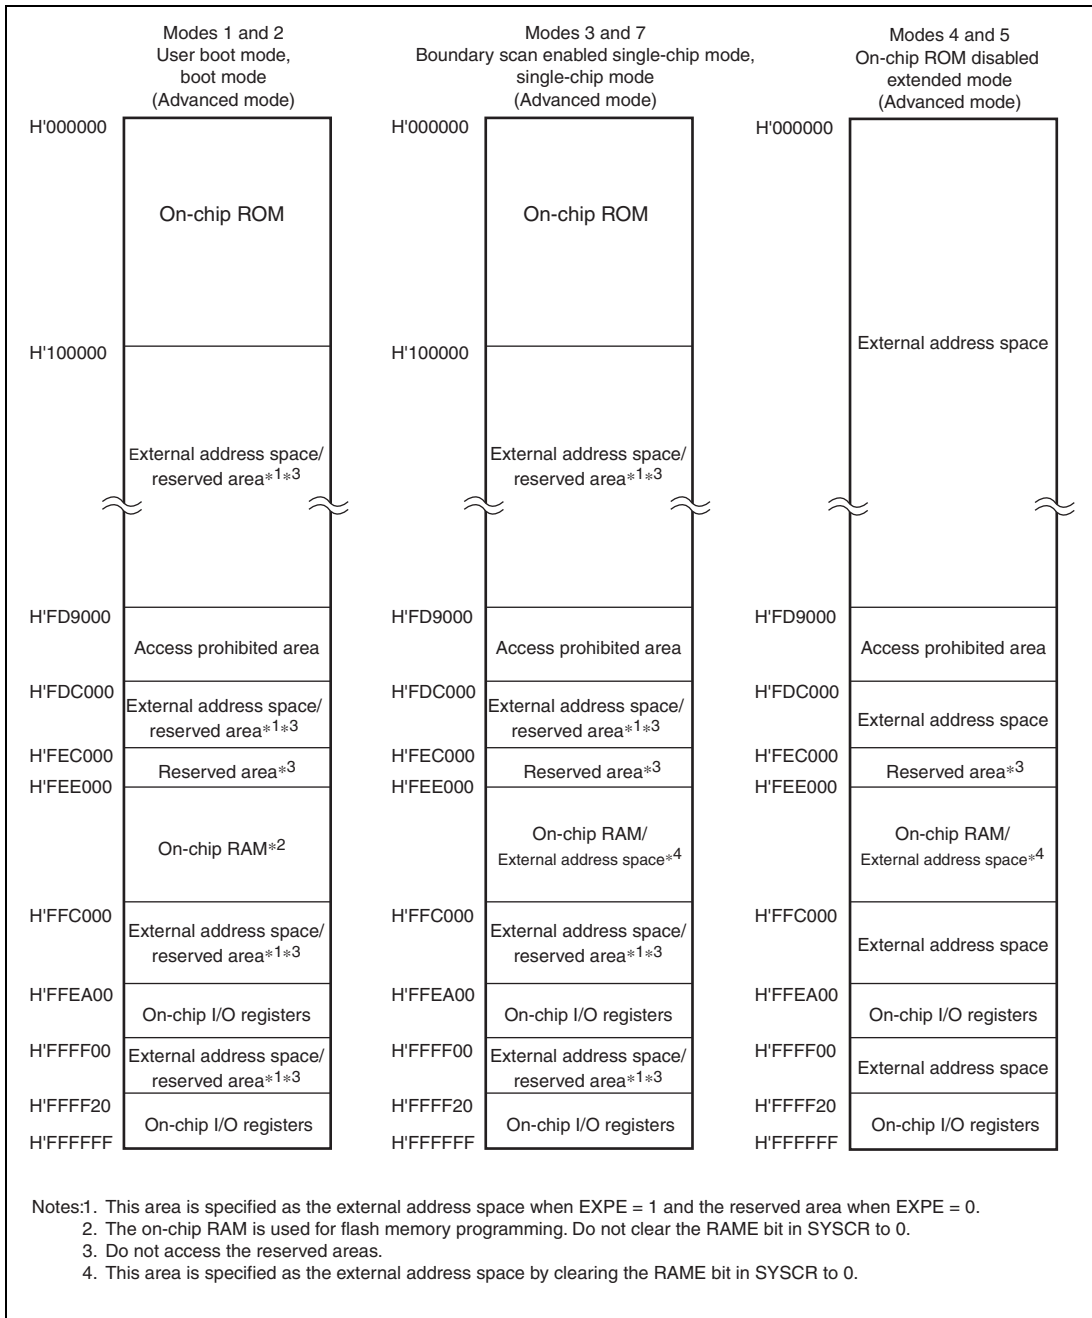 Modes 1 and 2
User boot mode,
boot mode
(Advanced mode)
H'000000
On-chip ROM
H'100000
External address space/
reserved area*1*3
H'FD9000
Access prohibited area
H'FDC000
External address space/
reserved area*1*3
H'FEC000
Reserved area*3
H'FEE000
On-chip RAM*2
H'FFC000
External address space/
reserved area*1*3
H'FFEA00
On-chip I/O registers
H'FFFF00
External address space/
reserved area*1*3
H'FFFF20
On-chip I/O registers
H'FFFFFF
Modes 3 and 7
Boundary scan enabled single-chip mode,
single-chip mode
(Advanced mode)
H'000000
On-chip ROM
H'100000
External address space/
reserved area*1*3
H'FD9000
Access prohibited area
H'FDC000
External address space/
reserved area*1*3
H'FEC000
Reserved area*3
H'FEE000
On-chip RAM/
External address space*4
H'FFC000
External address space/
reserved area*1*3
H'FFEA00
On-chip I/O registers
H'FFFF00
External address space/
reserved area*1*3
H'FFFF20
On-chip I/O registers
H'FFFFFF
Modes 4 and 5
On-chip ROM disabled
extended mode
(Advanced mode)
H'000000
External address space
H'FD9000
Access prohibited area
H'FDC000
External address space
H'FEC000
Reserved area*3
H'FEE000
On-chip RAM/
External address space*4
H'FFC000
External address space
H'FFEA00
On-chip I/O registers
H'FFFF00
External address space
H'FFFF20
On-chip I/O registers
H'FFFFFF
Notes:1. This area is specified as the external address space when EXPE = 1 and the reserved area when EXPE = 0.
2. The on-chip RAM is used for flash memory programming. Do not clear the RAME bit in SYSCR to 0.
3. Do not access the reserved areas.
4. This area is specified as the external address space by clearing the RAME bit in SYSCR to 0.